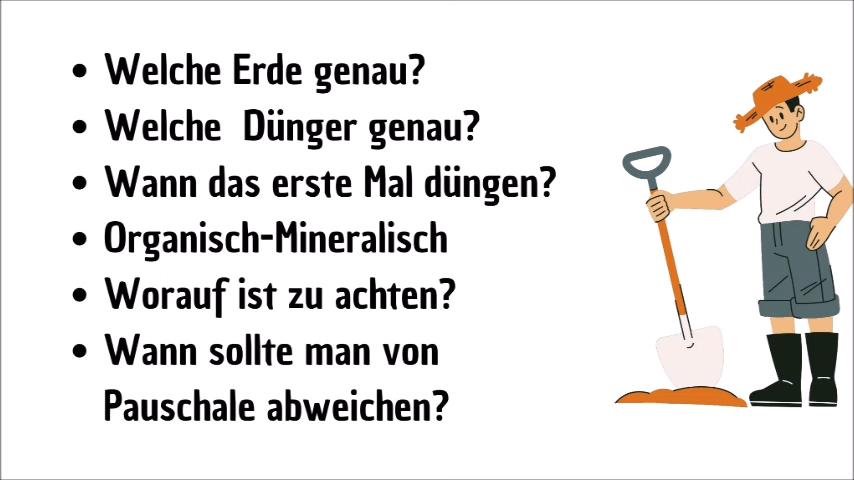 • Welche Erde genau?
• Welche Dünger genau?
• Wann das erste Mal düngen?
• Organisch-Mineralisch
• Worauf ist zu achten?
• Wann sollte man von
Pauschale abweichen?